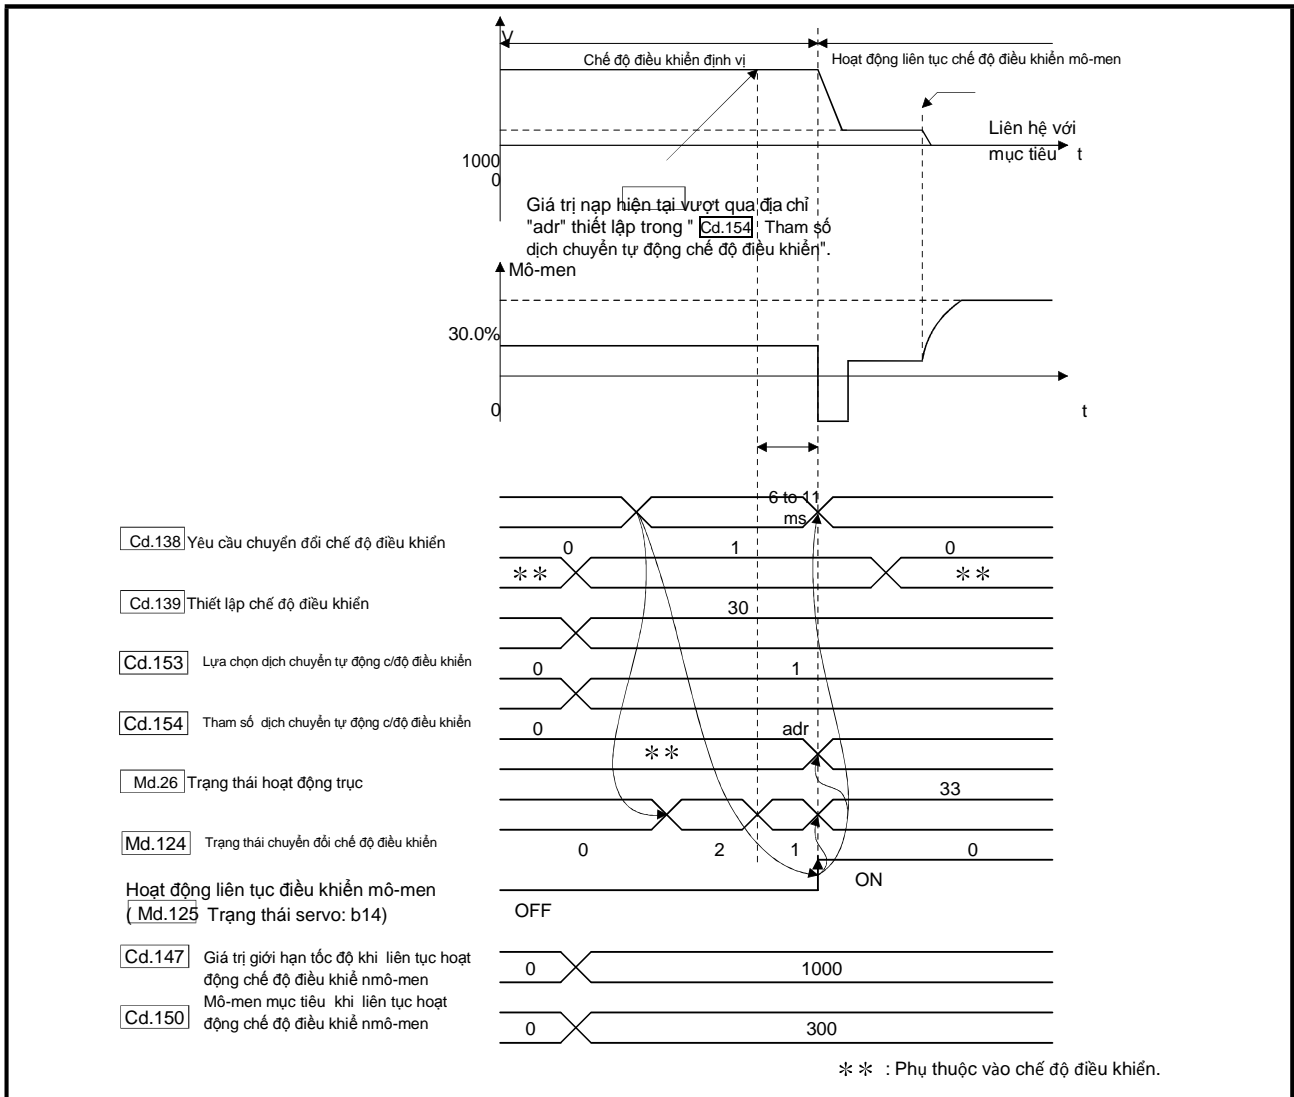 V
Chế độ điều khiển định vị
Hoạt động liên tục chế độ điều khiển mô-men
Liên hệ với
mục tiêu t
1000
0
Giá trị nạp hiện tại vượt qua địa chỉ
"adr" thiết lập trong " Cd.154 Tham số
dịch chuyển tự động chế độ điều khiển".
Mô-men
30.0%
0
t
6 to 11
ms
Cd.138 Yêu cầu chuyển đổi chế độ điều khiển
0 1 0
** **
Cd.139 Thiết lập chế độ điều khiển
30
Cd.153 Lựa chọn dịch chuyển tự động c/độ điều khiển
0 1
Cd.154 Tham số dịch chuyển tự động c/độ điều khiển
0 adr
**
Md.26 Trạng thái hoạt động trục
33
Md.124 Trạng thái chuyển đổi chế độ điều khiển
0 2 1 0
Hoạt động liên tục điều khiển mô-men
( Md.125 Trạng thái servo: b14)
ON
OFF
Cd.147 Giá trị giới hạn tốc độ khi liên tục hoạt
động chế độ điều khiể nmô-men
0 1000
Cd.150 Mô-men mục tiêu khi liên tục hoạt
động chế độ điều khiể nmô-men
0 300
** : Phụ thuộc vào chế độ điều khiển.